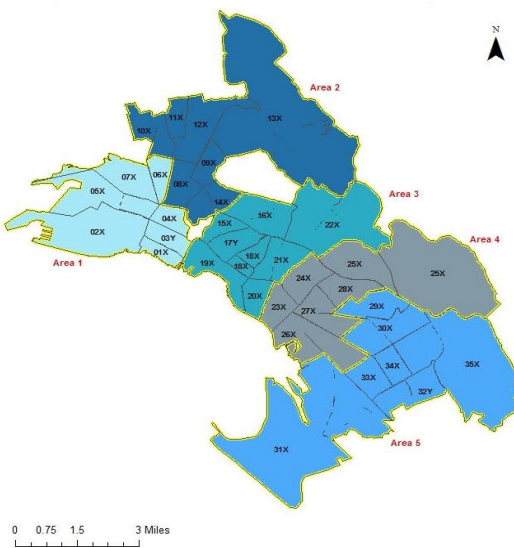 N
Area 2
11X
10X
12X
13X
07X
06X
09X
05X
08X
14X
Area 3
04X
15X
16X
02X
03Y
17Y
22X
01X
18X
Area 4
Area 1
19X
18X
21X
25X
24X
25X
20X
28X
23X
27X
29X
30X
26X
34X
35X
33X
32Y
Area 5
31X
0 0.75 1.5 3 Miles